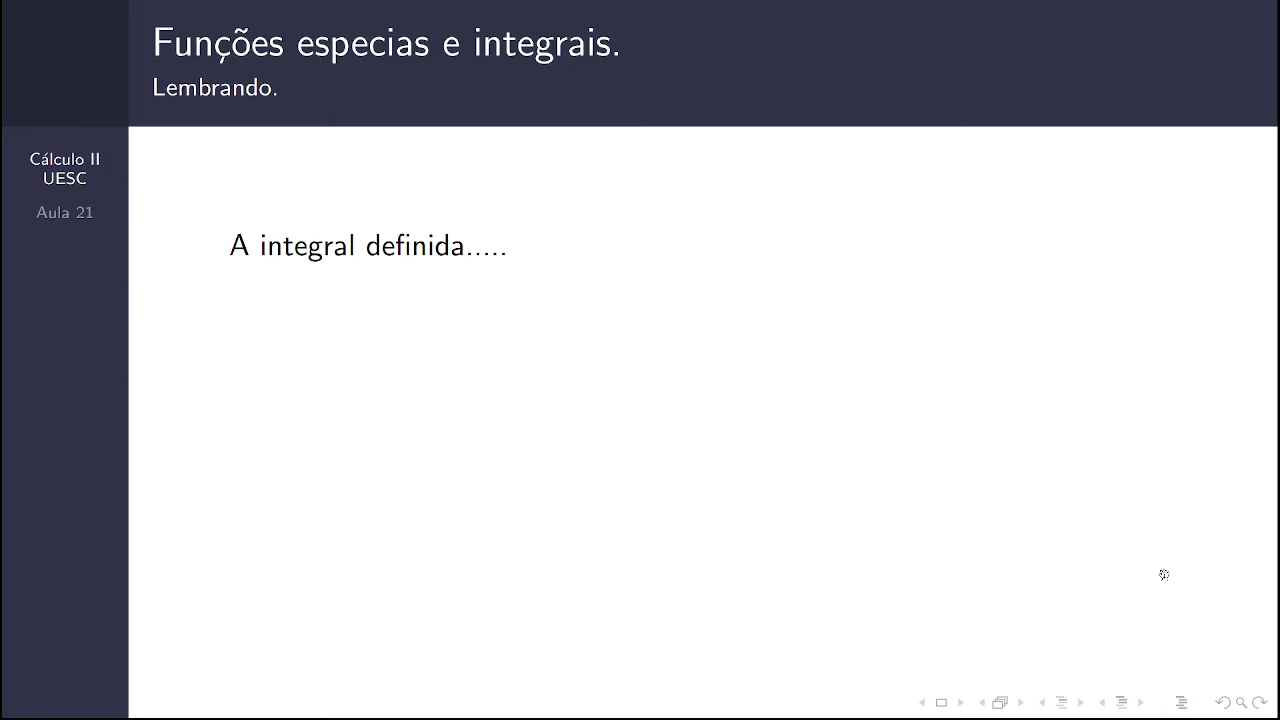 Funções especias e integrais.
Lembrando.
Cálculo II
UESC
Aula 21
A integral definida.....